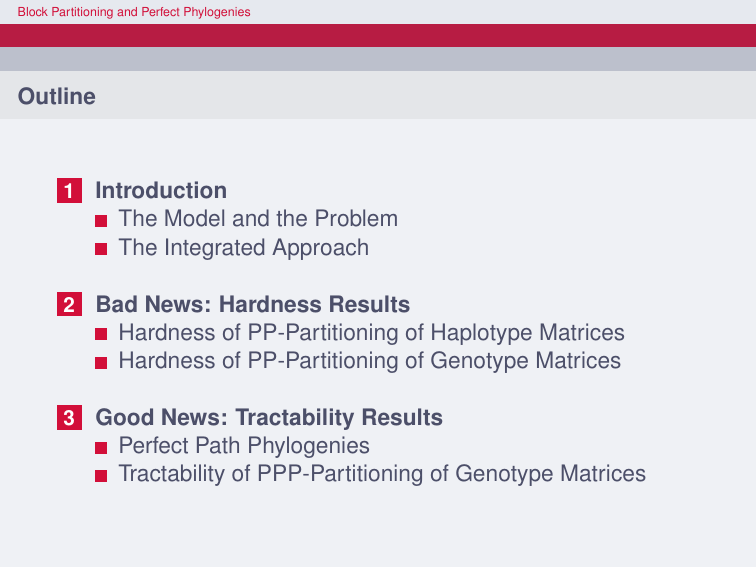 Block Partitioning and Perfect Phylogenies
Outline
1 Introduction
The Model and the Problem
The Integrated Approach
2 Bad News: Hardness Results
Hardness of PP-Partitioning of Haplotype Matrices
Hardness of PP-Partitioning of Genotype Matrices
3 Good News: Tractability Results
Perfect Path Phylogenies
Tractability of PPP-Partitioning of Genotype Matrices